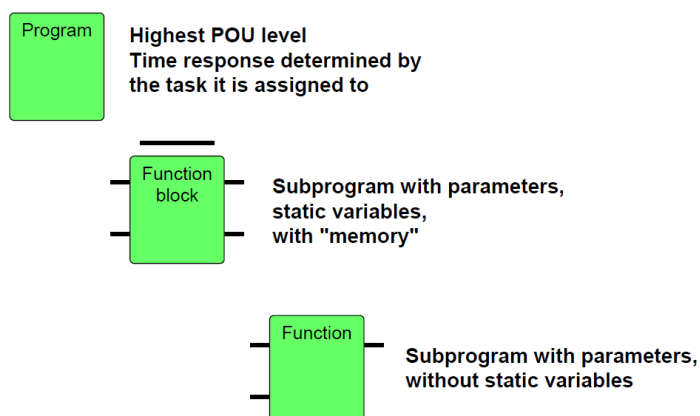 Program
Highest POU level
Time response determined by
the task it is assigned to
Function
block
Subprogram with parameters,
static variables,
with "memory"
Function
Subprogram with parameters,
without static variables